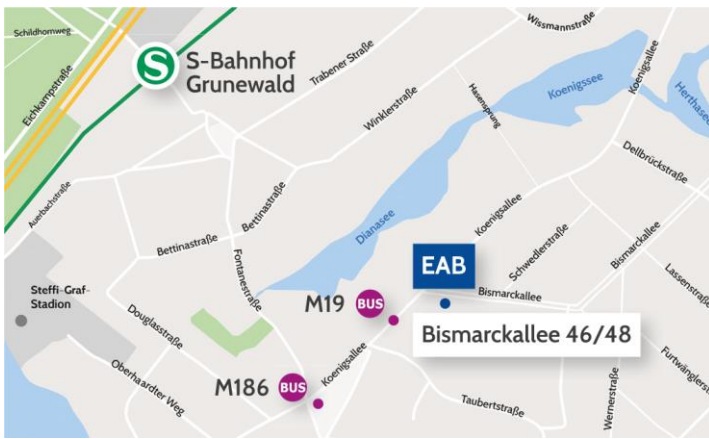 Schildhornweg
Eichkampstraße
S
S-Bahnhof
Grunewald
Trabener Straße
Wissmannstraße
Koenigsallee
Koenigssee
Herthasee
Hasensprung
Winklerstraße
Dellbrückstraße
Auerbachstraße
Bettinastraße
Bettinastraße
Dianasee
Koenigsallee
Schwedlerstraße
Bismarckallee
Lassenstraße
Fontanestraße
EAB
Bismarckallee
Steffi-Graf-
Stadion
M19 BUS
Bismarckallee 46/48
Douglasstraße
Oberhaardter Weg
Koenigsallee
M186 BUS
Taubertstraße
Wernerstraße
Furtwänglerst